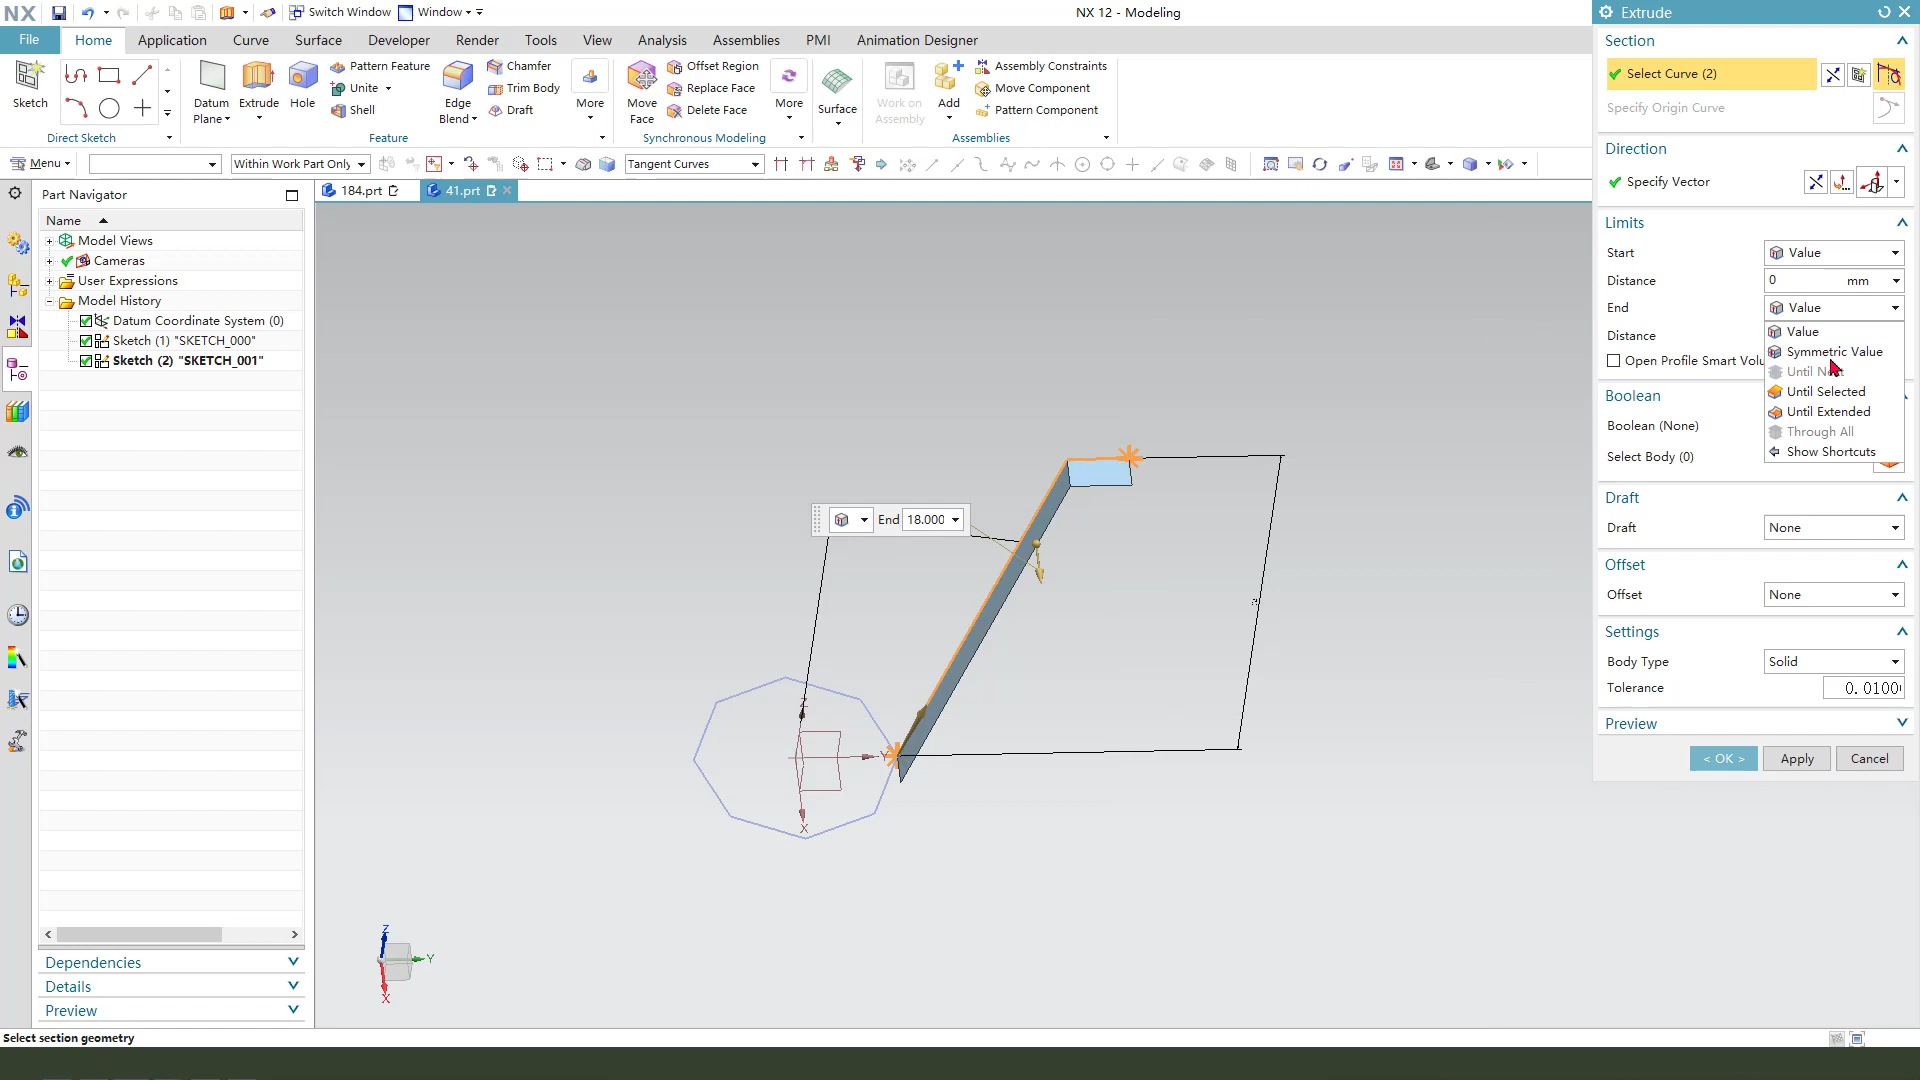 NX
Switch Window
Window
NX 12 - Modeling
Extrude
File
Home
Application
Curve
Surface
Developer
Render
Tools
View
Analysis
Assemblies
PMI
Animation Designer
Sketch
Direct Sketch
Datum Plane
Extrude
Hole
Pattern Feature
Unite
Shell
Edge Blend
Chamfer
Trim Body
Draft
More
Feature
Move Face
Offset Region
Replace Face
Delete Face
More
Synchronous Modeling
Surface
Work on Assembly
Add
Assembly Constraints
Move Component
Pattern Component
Assemblies
Menu
Within Work Part Only
Tangent Curves
Part Navigator
184.prt
41.prt
Name
Model Views
Cameras
User Expressions
Model History
Datum Coordinate System (0)
Sketch (1) "SKETCH_000"
Sketch (2) "SKETCH_001"
Dependencies
Details
Preview
Select section geometry
End 18.000
Z
Y
X
Z
Y
X
Section
Select Curve (2)
Specify Origin Curve
Direction
Specify Vector
Limits
Start
Value
Distance
0 mm
End
Value
Distance
Value
Symmetric Value
Open Profile Smart Volu
Until Selected
Until Extended
Through All
Show Shortcuts
Boolean
Boolean (None)
Select Body (0)
Draft
Draft
None
Offset
Offset
None
Settings
Body Type
Solid
Tolerance
0.0100
Preview
< OK >
Apply
Cancel